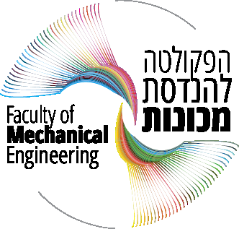 הפקולטה
להנדסת
מכונות
Faculty of
Mechanical
Engineering